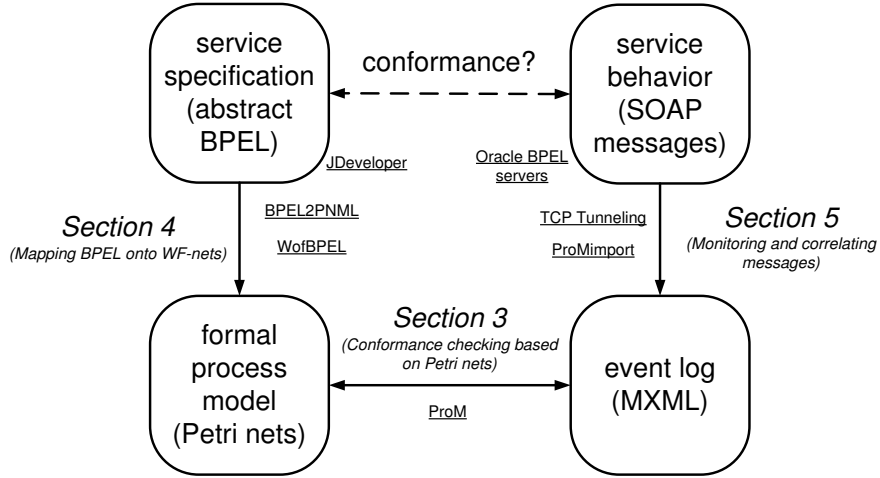 service
specification
(abstract
BPEL)
conformance?
service
behavior
(SOAP
messages)
JDeveloper
Oracle BPEL
servers
Section 4
(Mapping BPEL onto WF-nets)
BPEL2PNML
WofBPEL
TCP Tunneling
ProMimport
Section 5
(Monitoring and correlating
messages)
formal
process
model
(Petri nets)
Section 3
(Conformance checking based
on Petri nets)
ProM
event log
(MXML)